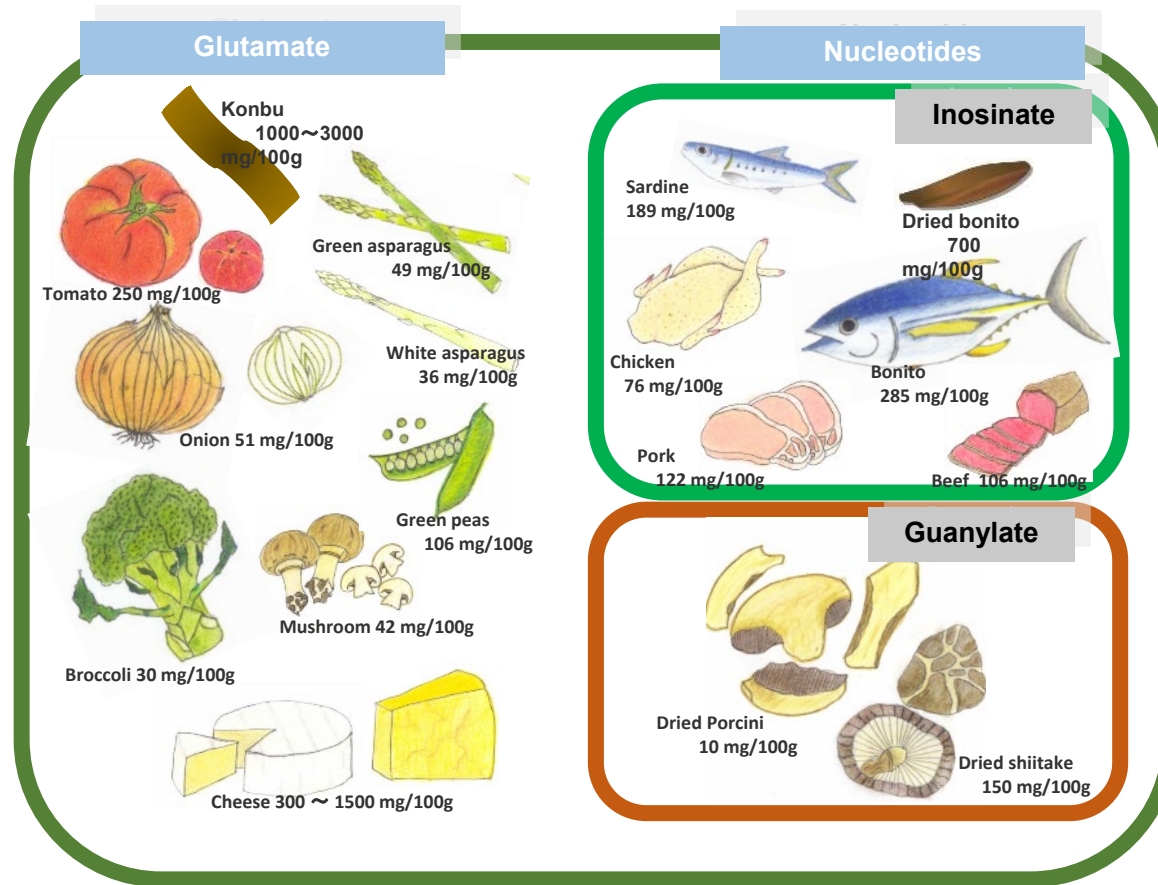 Glutamate
Konbu
1000～3000
mg/100g
Tomato 250 mg/100g
Green asparagus
49 mg/100g
White asparagus
36 mg/100g
Onion 51 mg/100g
Green peas
106 mg/100g
Mushroom 42 mg/100g
Broccoli 30 mg/100g
Cheese 300 ～ 1500 mg/100g
Nucleotides
Inosinate
Sardine
189 mg/100g
Dried bonito
700
mg/100g
Chicken
76 mg/100g
Bonito
285 mg/100g
Pork
122 mg/100g
Beef 106 mg/100g
Guanylate
Dried Porcini
10 mg/100g
Dried shiitake
150 mg/100g